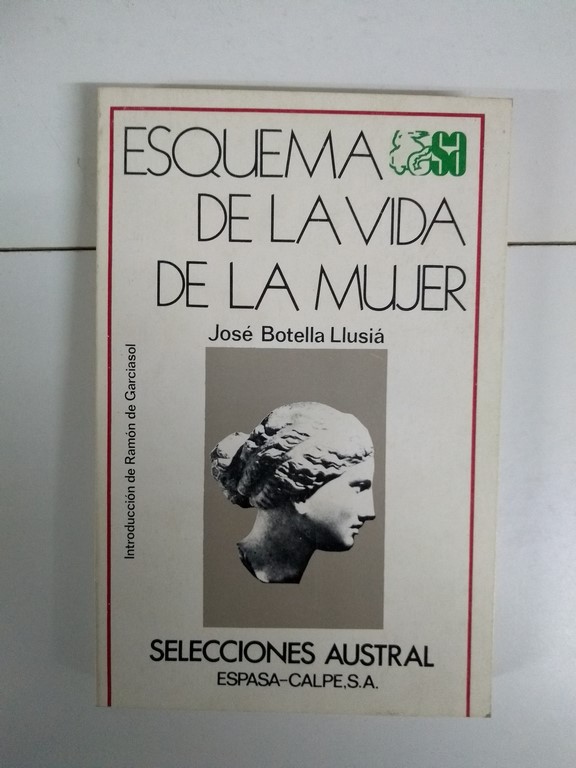 ESQUEMA
sa
DE LA VIDA
DE LA MUJER
José Botella Llusiá
Introducción de Ramón de Garciasol
SELECCIONES AUSTRAL
ESPASA-CALPE, S.A.